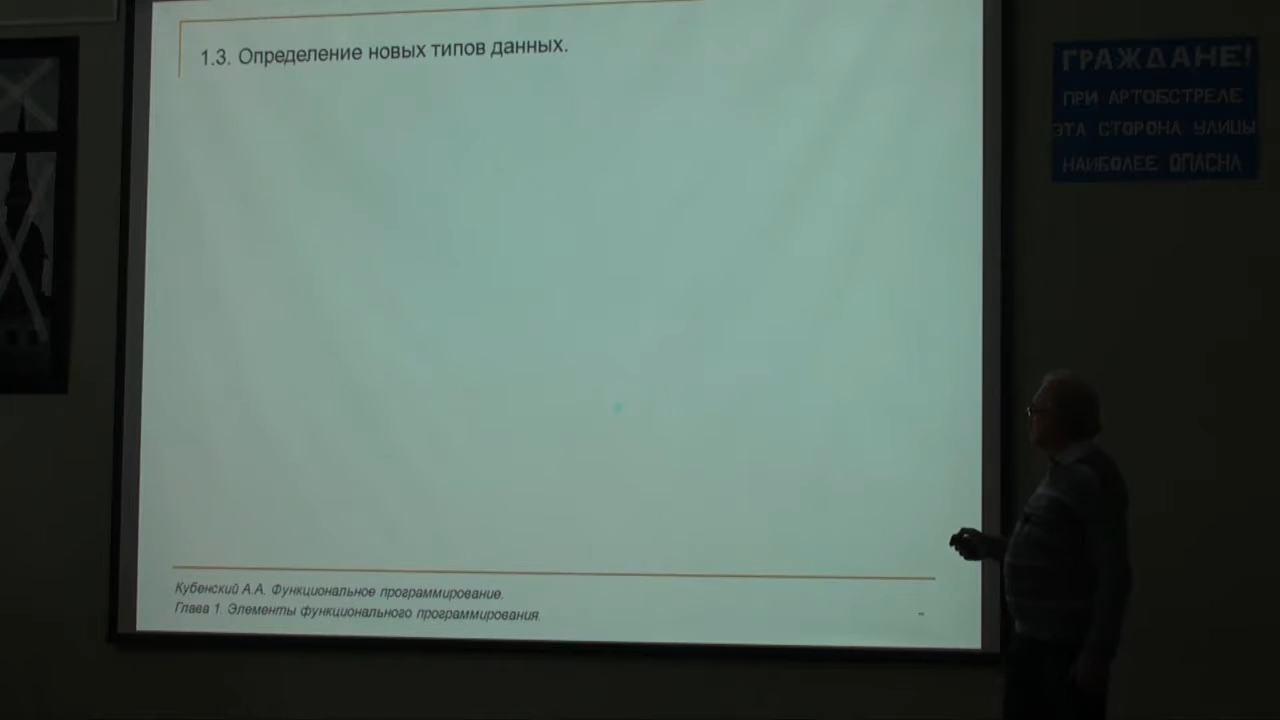 1.3. Определение новых типов данных.
ГРАЖДАНЕ!
ПРИ АРТОБСТРЕЛЕ
ЭТА СТОРОНА УЛИЦЫ
НАИБОЛЕЕ ОПАСНА
Кубенский А.А. Функциональное программирование.
Глава 1. Элементы функционального программирования.